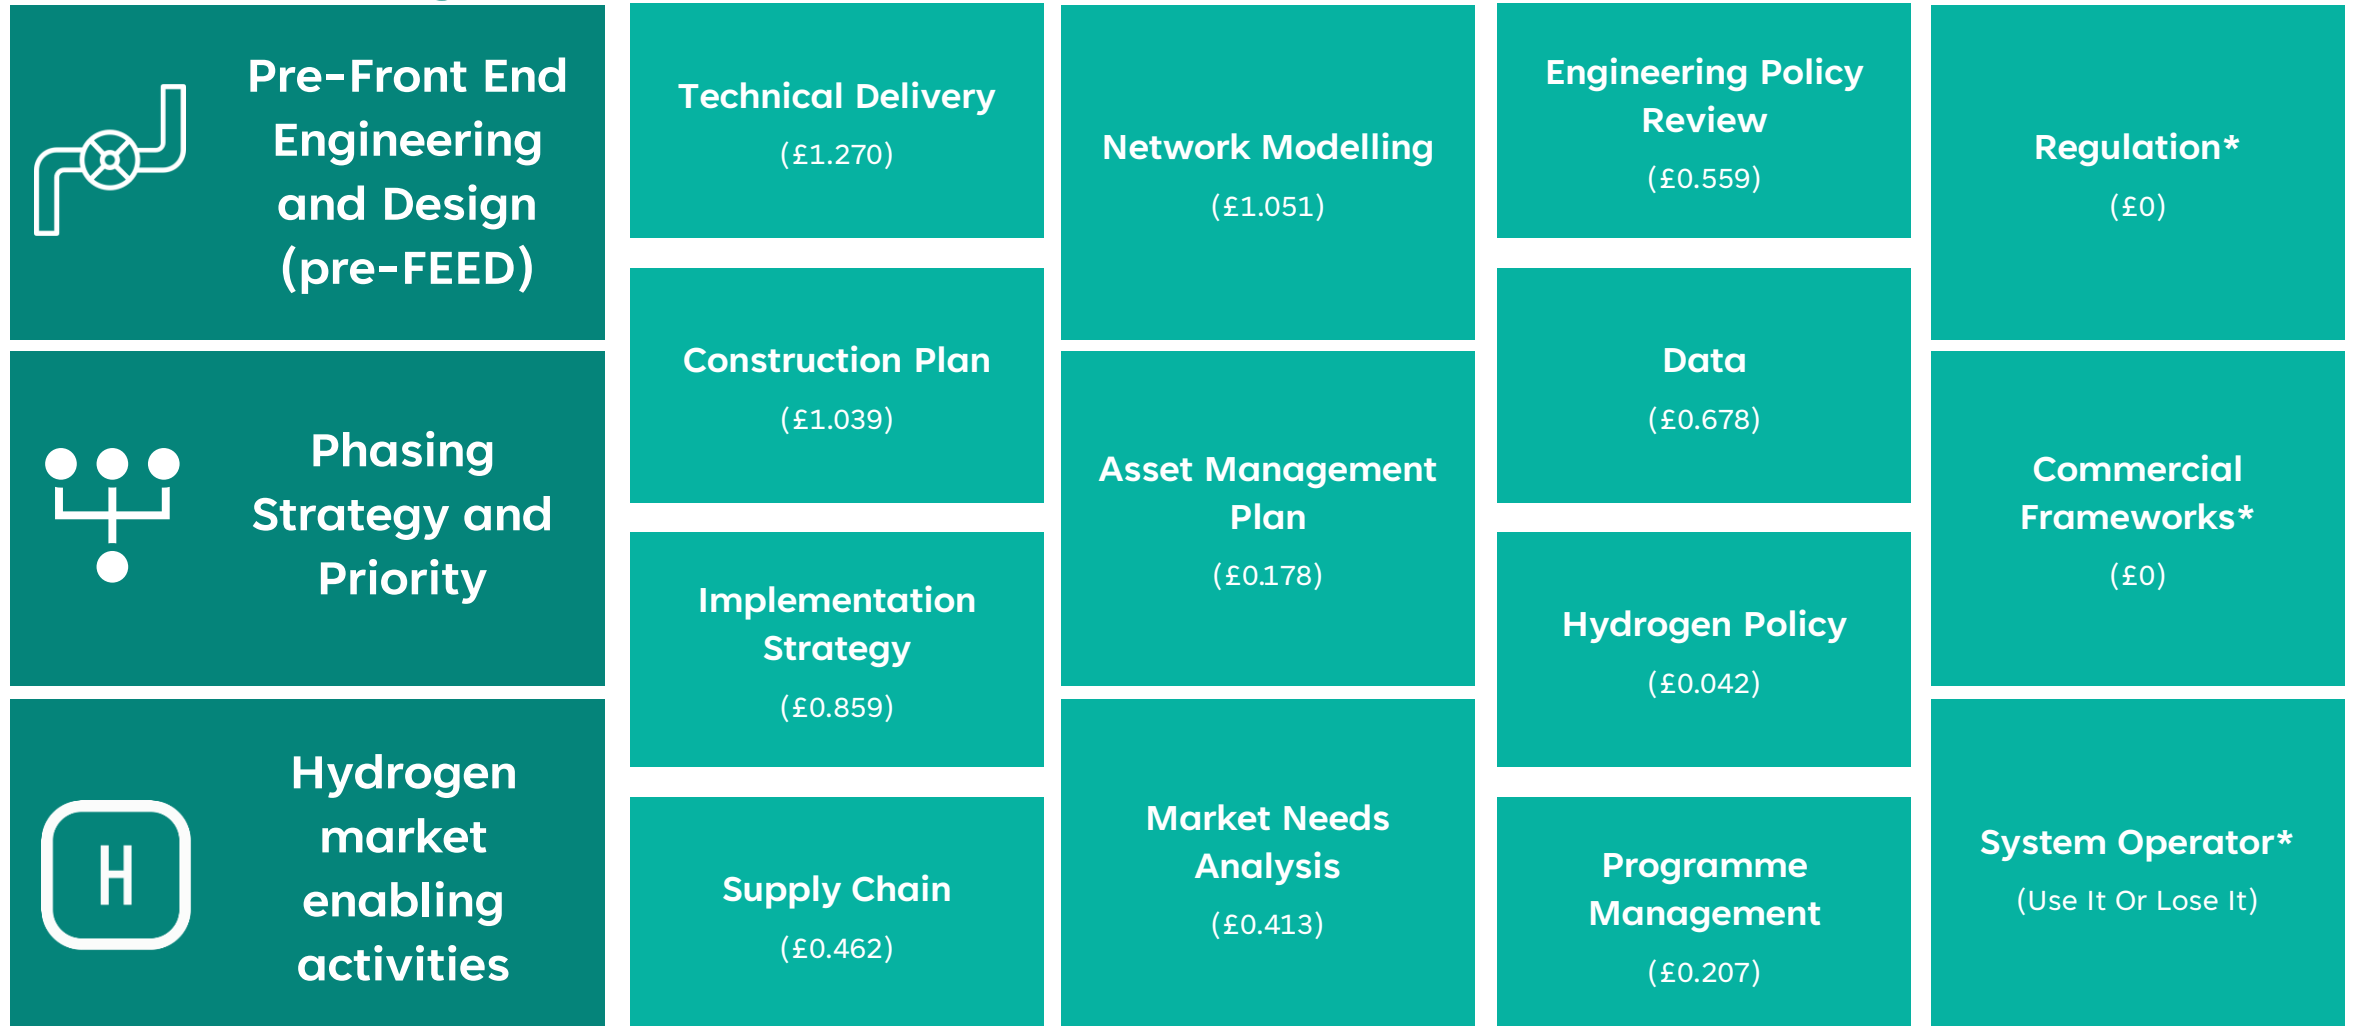 Pre-Front End
Engineering
and Design
(pre-FEED)
Phasing
Strategy and
Priority
H
Hydrogen
market
enabling
activities
Technical Delivery
(£1.270)
Construction Plan
(£1.039)
Implementation
Strategy
(£0.859)
Supply Chain
(£0.462)
Network Modelling
(£1.051)
Asset Management
Plan
(£0.178)
Market Needs
Analysis
(£0.413)
Engineering Policy
Review
(£0.559)
Data
(£0.678)
Hydrogen Policy
(£0.042)
Programme
Management
(£0.207)
Regulation*
(£0)
Commercial
Frameworks*
(£0)
System Operator*
(Use It Or Lose It)